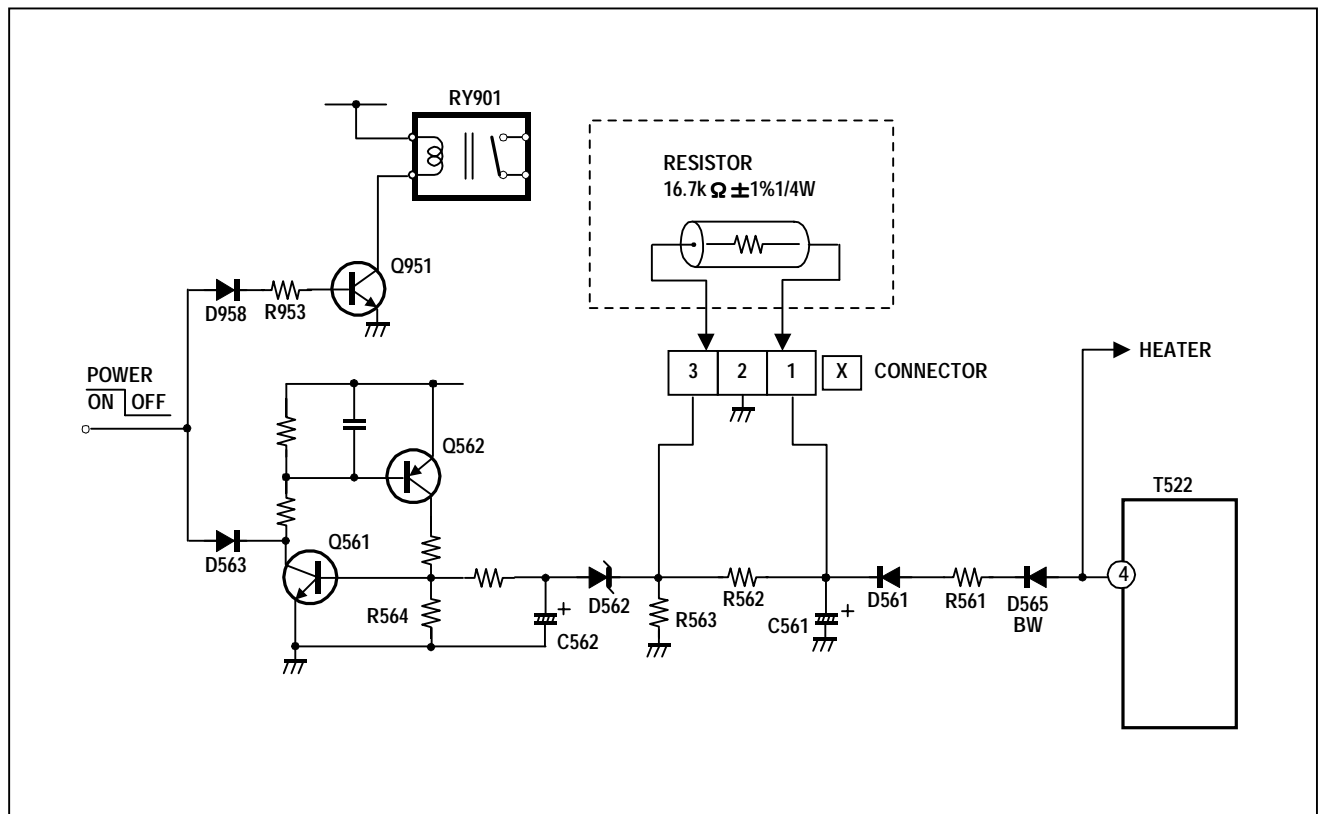 RY901
RESISTOR
16.7k Ω ±1%1/4W
Q951
D958
R953
3
2
1
X
CONNECTOR
HEATER
POWER
ON OFF
Q562
T522
D563
Q561
4
R564
C562
D562
R563
R562
C561
D561
R561
D565
BW
+
+